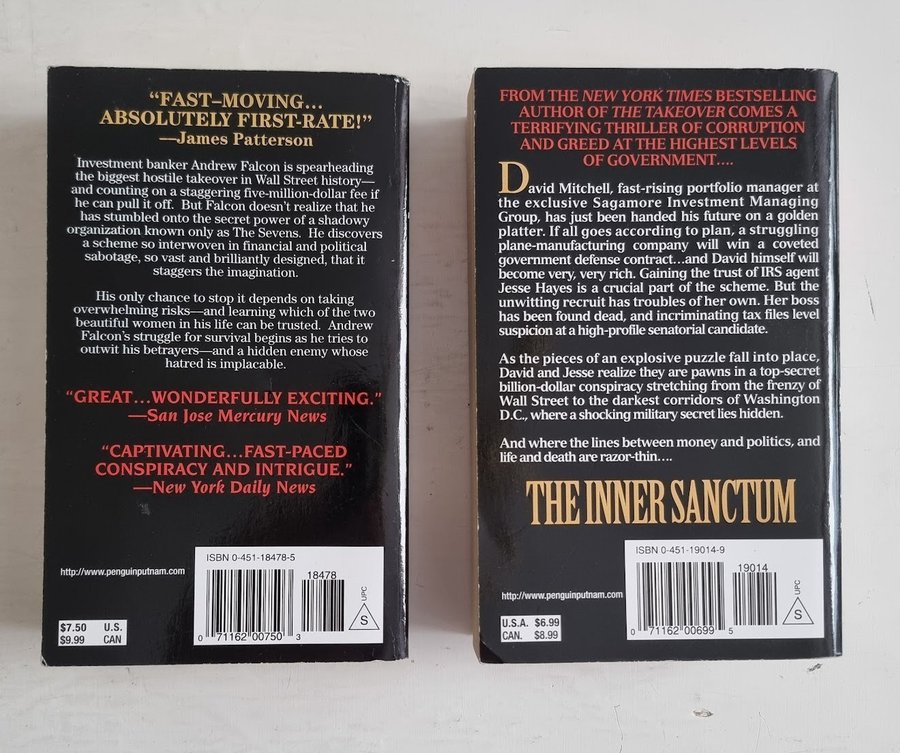 “FAST–MOVING...
ABSOLUTELY FIRST-RATE!”
—James Patterson
Investment banker Andrew Falcon is spearheading
the biggest hostile takeover in Wall Street history—
and counting on a staggering five-million-dollar fee if
he can pull it off. But Falcon doesn't realize that he
has stumbled onto the secret power of a shadowy
organization known only as The Sevens. He discovers
a scheme so interwoven in financial and political
sabotage, so vast and brilliantly designed, that it
staggers the imagination.
His only chance to stop it depends on taking
overwhelming risks—and learning which of the two
beautiful women in his life can be trusted. Andrew
Falcon's struggle for survival begins as he tries to
outwit his betrayers—and a hidden enemy whose
hatred is implacable.
“GREAT...WONDERFULLY EXCITING.”
—San Jose Mercury News
“CAPTIVATING...FAST-PACED
CONSPIRACY AND INTRIGUE.”
—New York Daily News
http://www.penguinputnam.com
ISBN 0-451-18478-5
18478
UPC
S
0 71162 00750 3
$7.50 U.S.
$9.99 CAN
FROM THE NEW YORK TIMES BESTSELLING
AUTHOR OF THE TAKEOVER COMES A
TERRIFYING THRILLER OF CORRUPTION
AND GREED AT THE HIGHEST LEVELS
OF GOVERNMENT....
David Mitchell, fast-rising portfolio manager at
the exclusive Sagamore Investment Managing
Group, has just been handed his future on a golden
platter. If all goes according to plan, a struggling
plane-manufacturing company will win a coveted
government defense contract...and David himself will
become very, very rich. Gaining the trust of IRS agent
Jesse Hayes is a crucial part of the scheme. But the
unwitting recruit has troubles of her own. Her boss
has been found dead, and incriminating tax files level
suspicion at a high-profile senatorial candidate.
As the pieces of an explosive puzzle fall into place,
David and Jesse realize they are pawns in a top-secret
billion-dollar conspiracy stretching from the frenzy of
Wall Street to the darkest corridors of Washington
D.C., where a shocking military secret lies hidden.
And where the lines between money and politics, and
life and death are razor-thin....
THE INNER SANCTUM
http://www.penguinputnam.com
ISBN 0-451-19014-9
19014
UPC
S
0 71162 00699 5
U.S.A. $6.99
CAN. $8.99